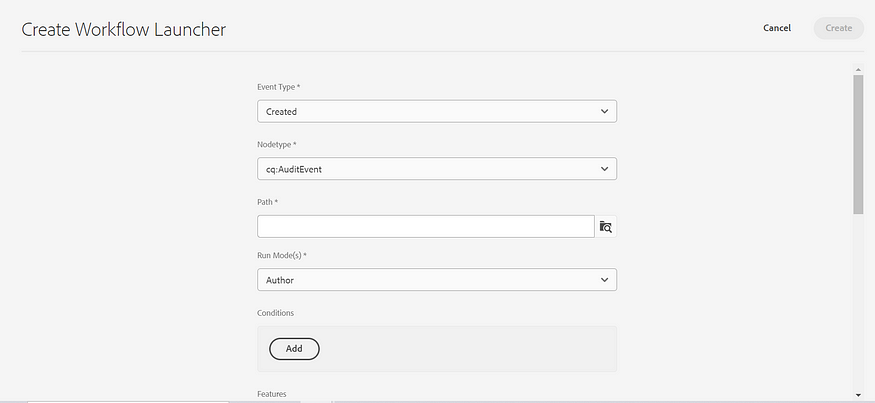 Create Workflow Launcher
Cancel
Create
Event Type *
Created
Nodetype *
cq:AuditEvent
Path *
Run Mode(s) *
Author
Conditions
Add
Features